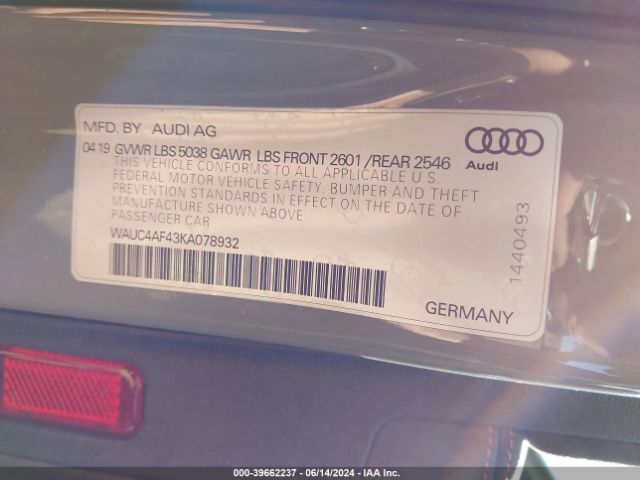 MFD. BY AUDI AG
04 19 GVWR LBS 5038 GAWR LBS FRONT 2601 /REAR 2546
THIS VEHICLE CONFORMS TO ALL APPLICABLE U.S.
FEDERAL MOTOR VEHICLE SAFETY, BUMPER AND THEFT
PREVENTION STANDARDS IN EFFECT ON THE DATE OF
MANUFACTURE SHOWN ABOVE
PASSENGER CAR
WAUC4AF43KA078932
Audi
1440493
GERMANY
000-39662237 - 06/14/2024 - IAA Inc.